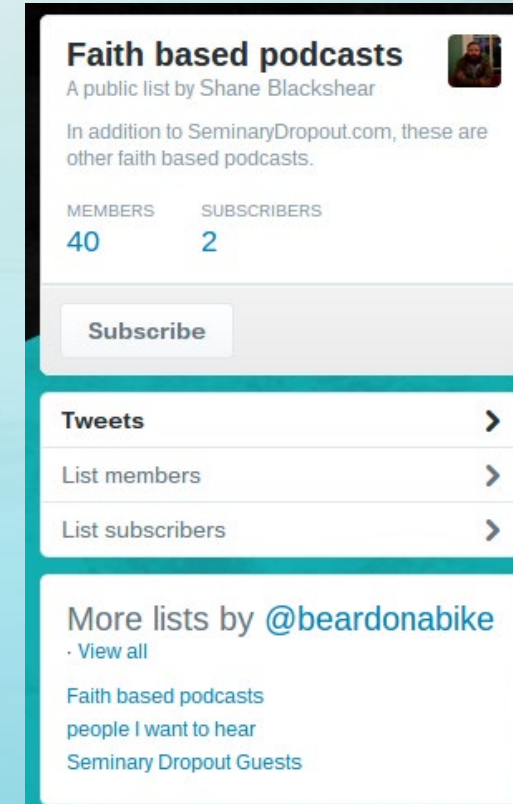 Faith based podcasts
A public list by Shane Blackshear
In addition to SeminaryDropout.com, these are
other faith based podcasts.
MEMBERS SUBSCRIBERS
40 2
Subscribe
Tweets
List members
List subscribers
More lists by @beardonabike
· View all
Faith based podcasts
people I want to hear
Seminary Dropout Guests